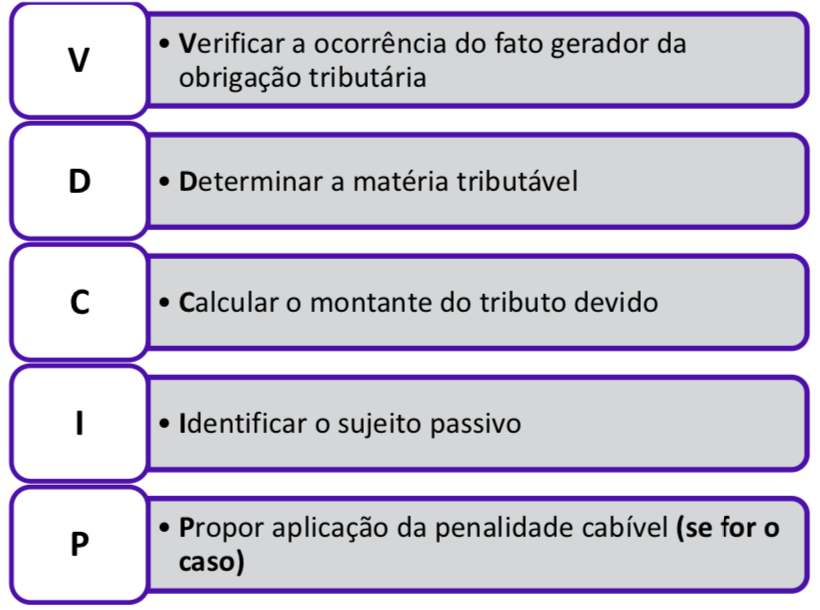 V
• Verificar a ocorrência do fato gerador da
obrigação tributária
D
• Determinar a matéria tributável
C
• Calcular o montante do tributo devido
I
• Identificar o sujeito passivo
P
• Propor aplicação da penalidade cabível (se for o
caso)